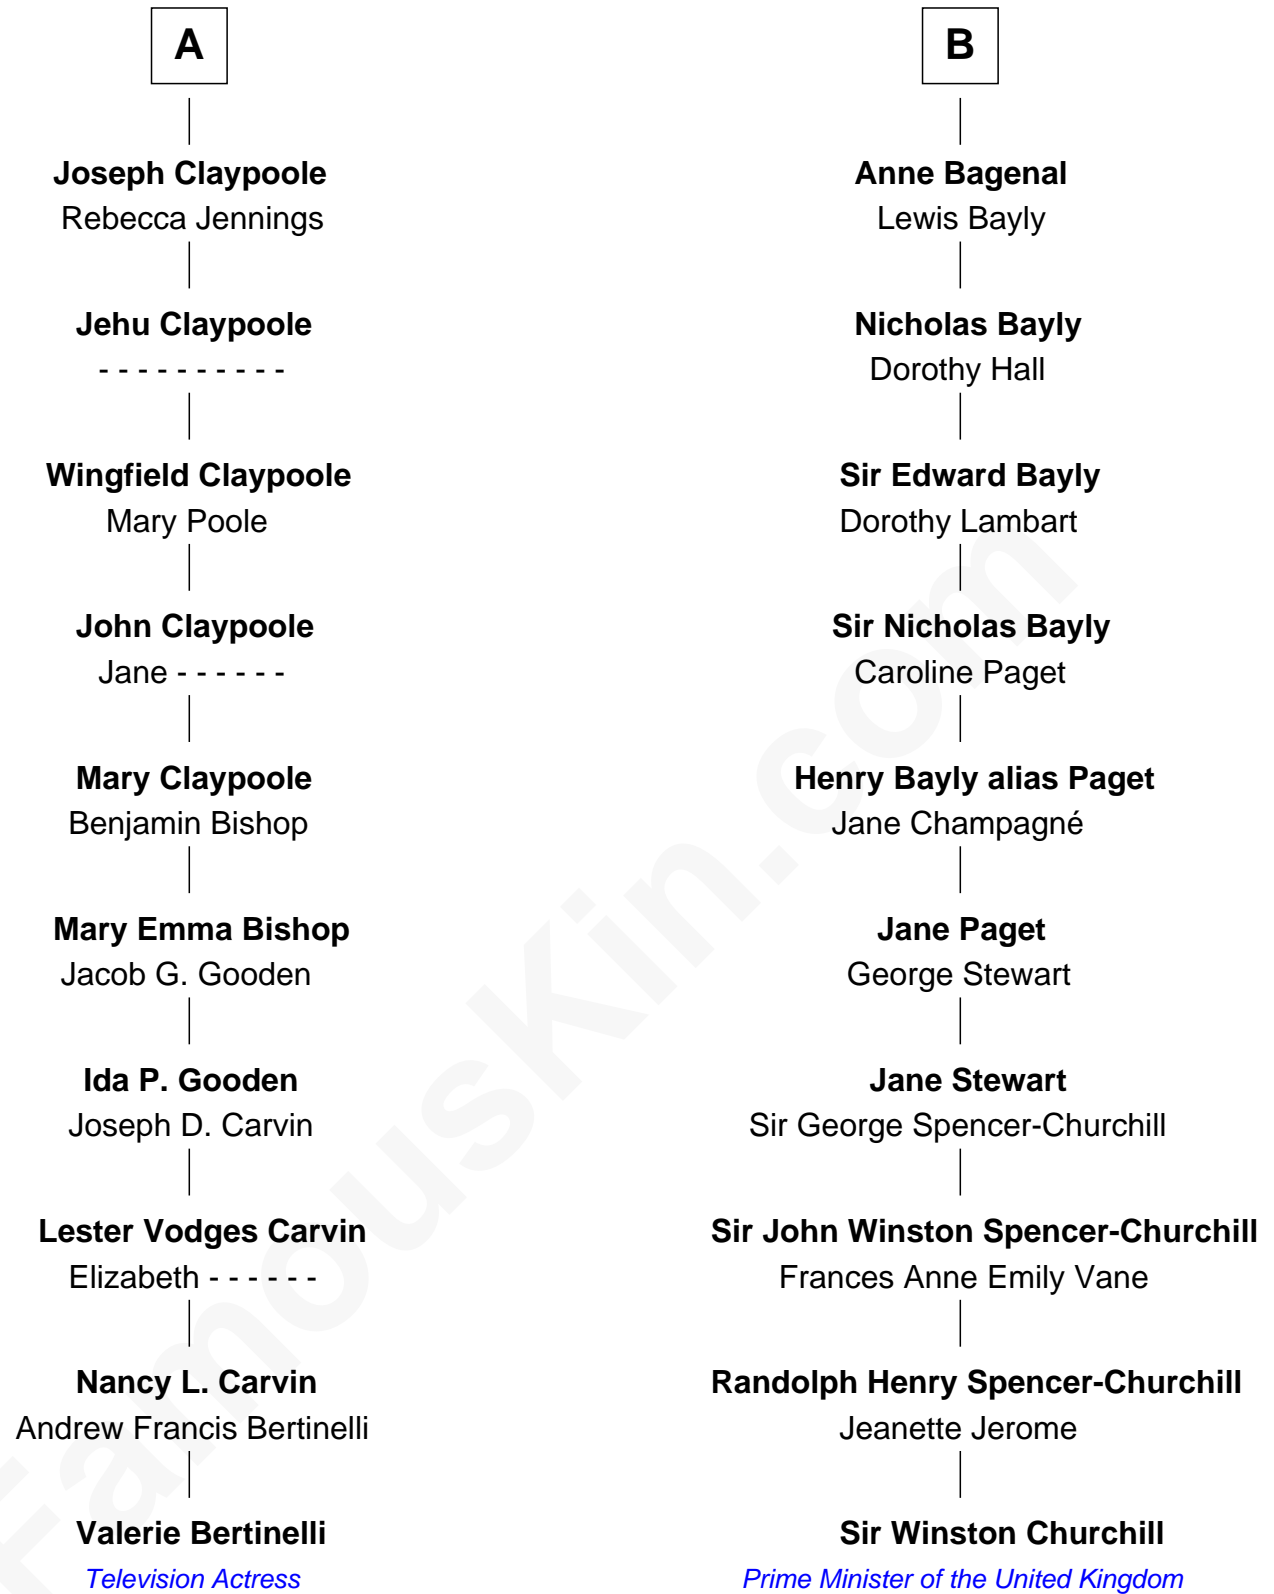 A
Joseph Claypoole
Rebecca Jennings
Jehu Claypoole
- - - - - - - - - -
Wingfield Claypoole
Mary Poole
John Claypoole
Jane - - - - - -
Mary Claypoole
Benjamin Bishop
Mary Emma Bishop
Jacob G. Gooden
Ida P. Gooden
Joseph D. Carvin
Lester Vodges Carvin
Elizabeth - - - - - -
Nancy L. Carvin
Andrew Francis Bertinelli
Valerie Bertinelli
Television Actress
B
Anne Bagenal
Lewis Bayly
Nicholas Bayly
Dorothy Hall
Sir Edward Bayly
Dorothy Lambart
Sir Nicholas Bayly
Caroline Paget
Henry Bayly alias Paget
Jane Champagné
Jane Paget
George Stewart
Jane Stewart
Sir George Spencer-Churchill
Sir John Winston Spencer-Churchill
Frances Anne Emily Vane
Randolph Henry Spencer-Churchill
Jeanette Jerome
Sir Winston Churchill
Prime Minister of the United Kingdom
FamousKin.com